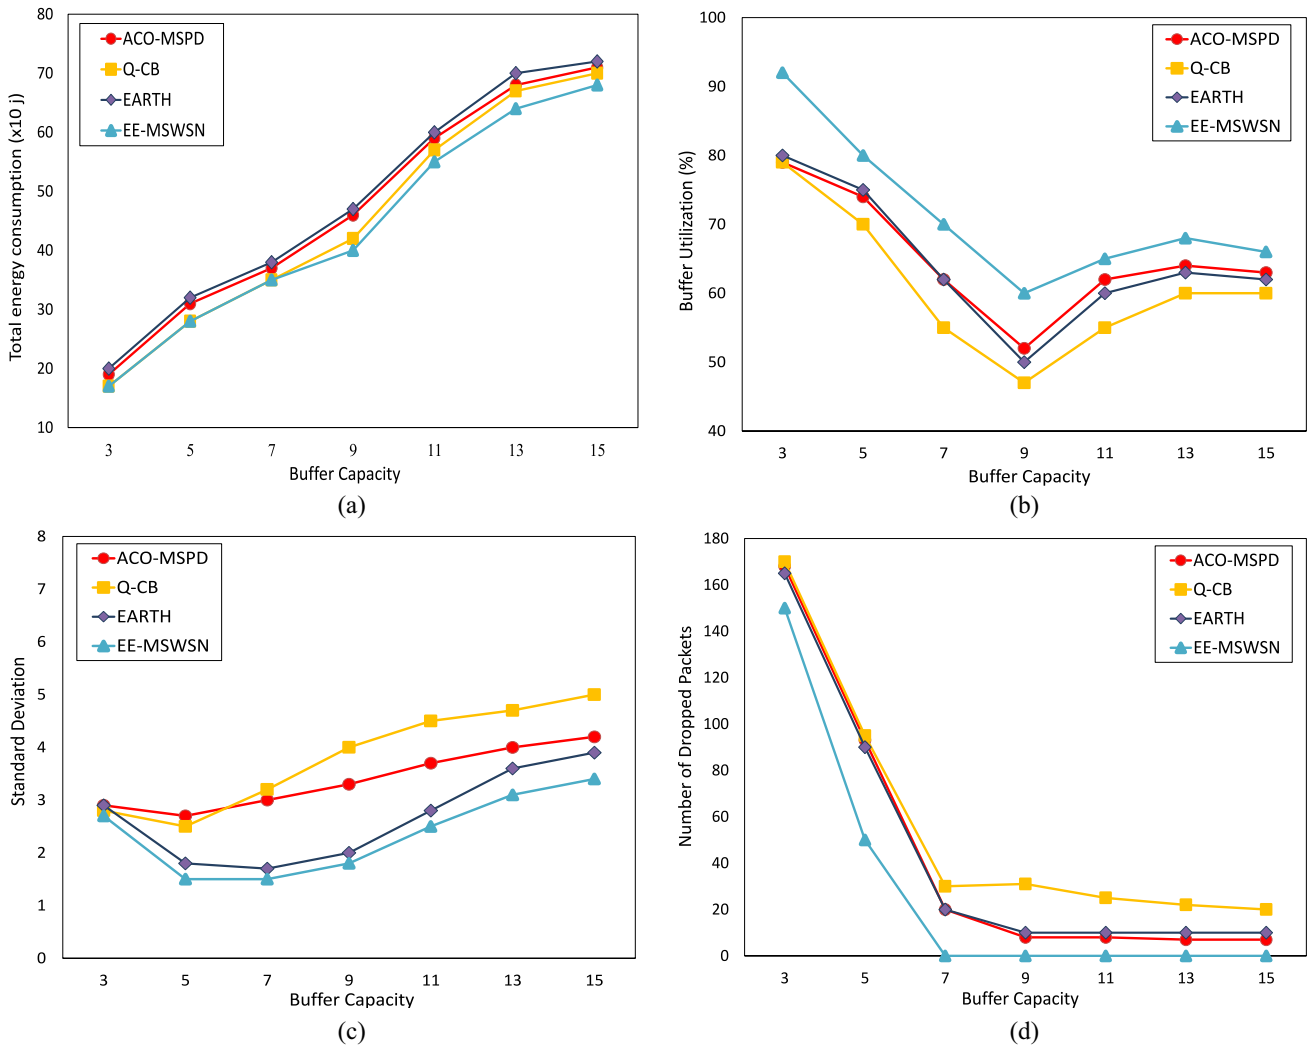 80
70
60
50
40
30
20
10
Total energy consumption (x10 j)
ACO-MSPD
Q-CB
EARTH
EE-MSWSN
3 5 7 9 11 13 15
Buffer Capacity
(a)
100
90
80
70
60
50
40
Buffer Utilization (%)
ACO-MSPD
Q-CB
EARTH
EE-MSWSN
3 5 7 9 11 13 15
Buffer Capacity
(b)
8
7
6
5
4
3
2
1
0
Standard Deviation
ACO-MSPD
Q-CB
EARTH
EE-MSWSN
3 5 7 9 11 13 15
Buffer Capacity
(c)
180
160
140
120
100
80
60
40
20
0
Number of Dropped Packets
ACO-MSPD
Q-CB
EARTH
EE-MSWSN
3 5 7 9 11 13 15
Buffer Capacity
(d)